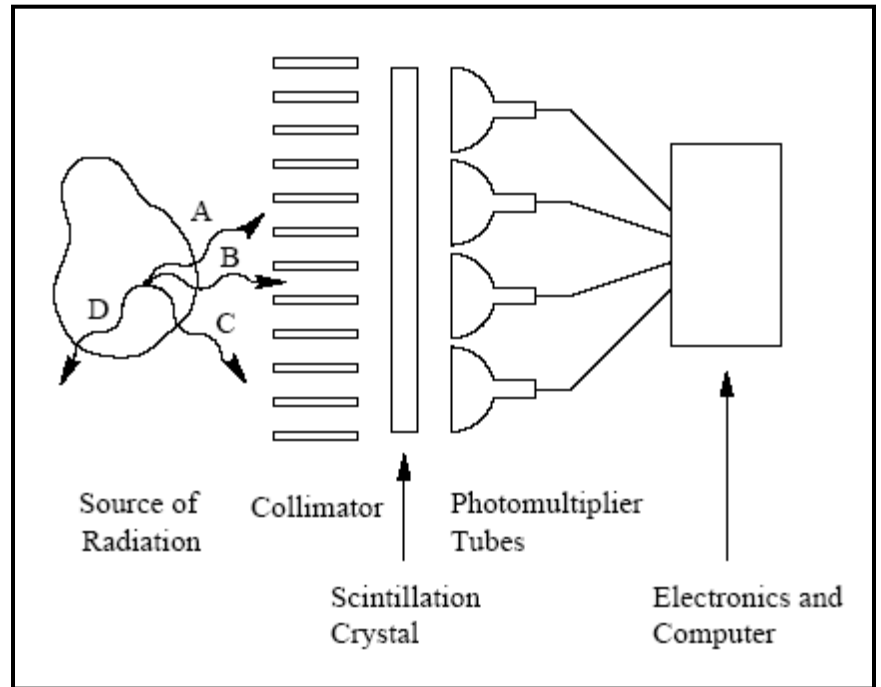 A
B
D
C
Source of
Radiation
Collimator
Photomultiplier
Tubes
Scintillation
Crystal
Electronics and
Computer